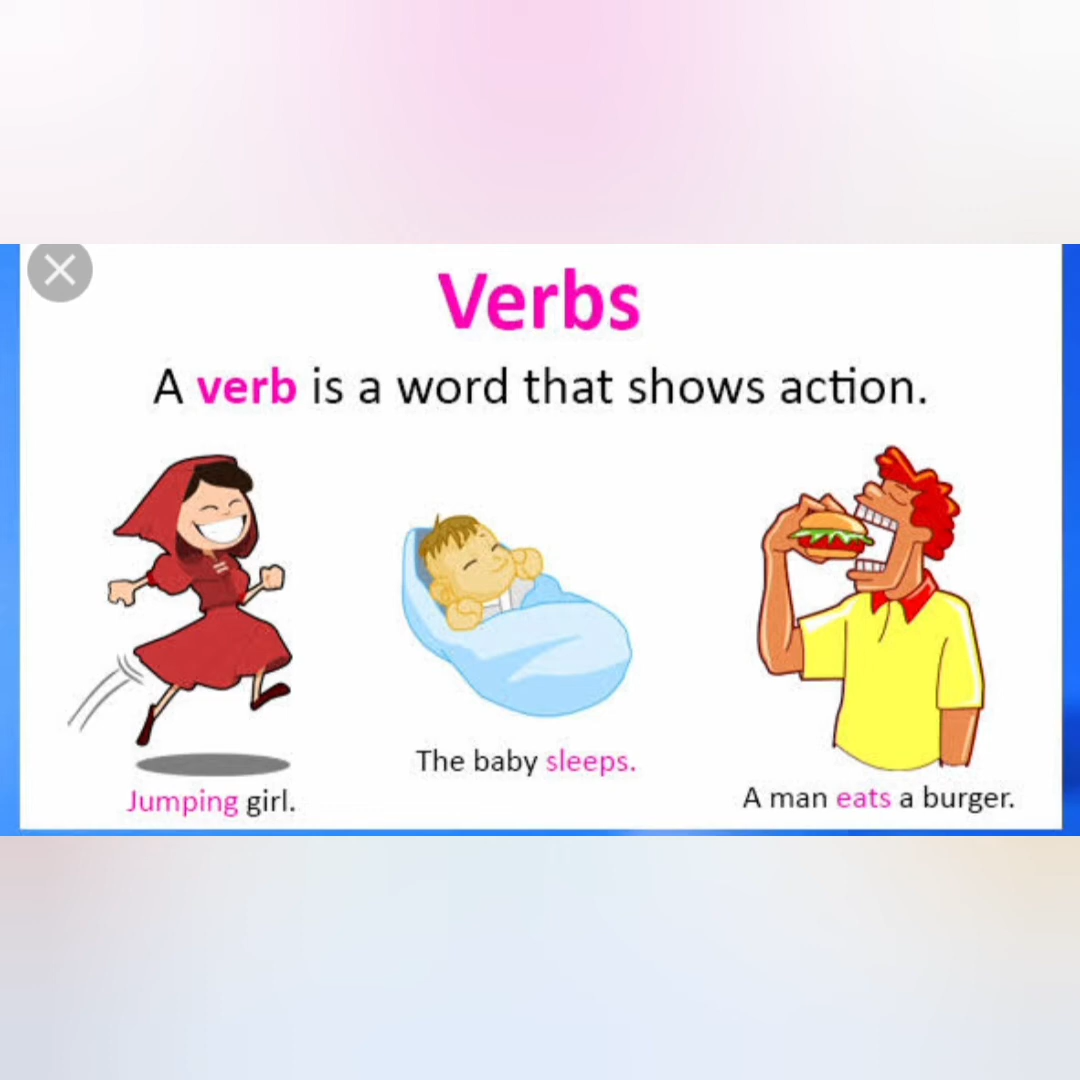 Verbs
A verb is a word that shows action.
The baby sleeps.
Jumping girl.
A man eats a burger.